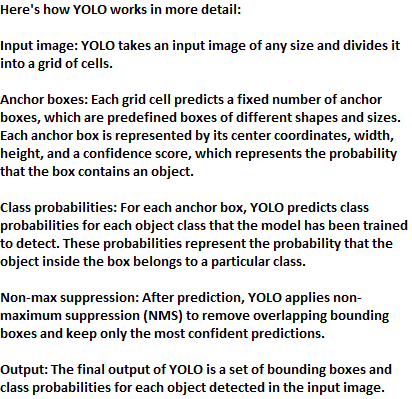 Here's how YOLO works in more detail:
Input image: YOLO takes an input image of any size and divides it
into a grid of cells.
Anchor boxes: Each grid cell predicts a fixed number of anchor
boxes, which are predefined boxes of different shapes and sizes.
Each anchor box is represented by its center coordinates, width,
height, and a confidence score, which represents the probability
that the box contains an object.
Class probabilities: For each anchor box, YOLO predicts class
probabilities for each object class that the model has been trained
to detect. These probabilities represent the probability that the
object inside the box belongs to a particular class.
Non-max suppression: After prediction, YOLO applies non-
maximum suppression (NMS) to remove overlapping bounding
boxes and keep only the most confident predictions.
Output: The final output of YOLO is a set of bounding boxes and
class probabilities for each object detected in the input image.